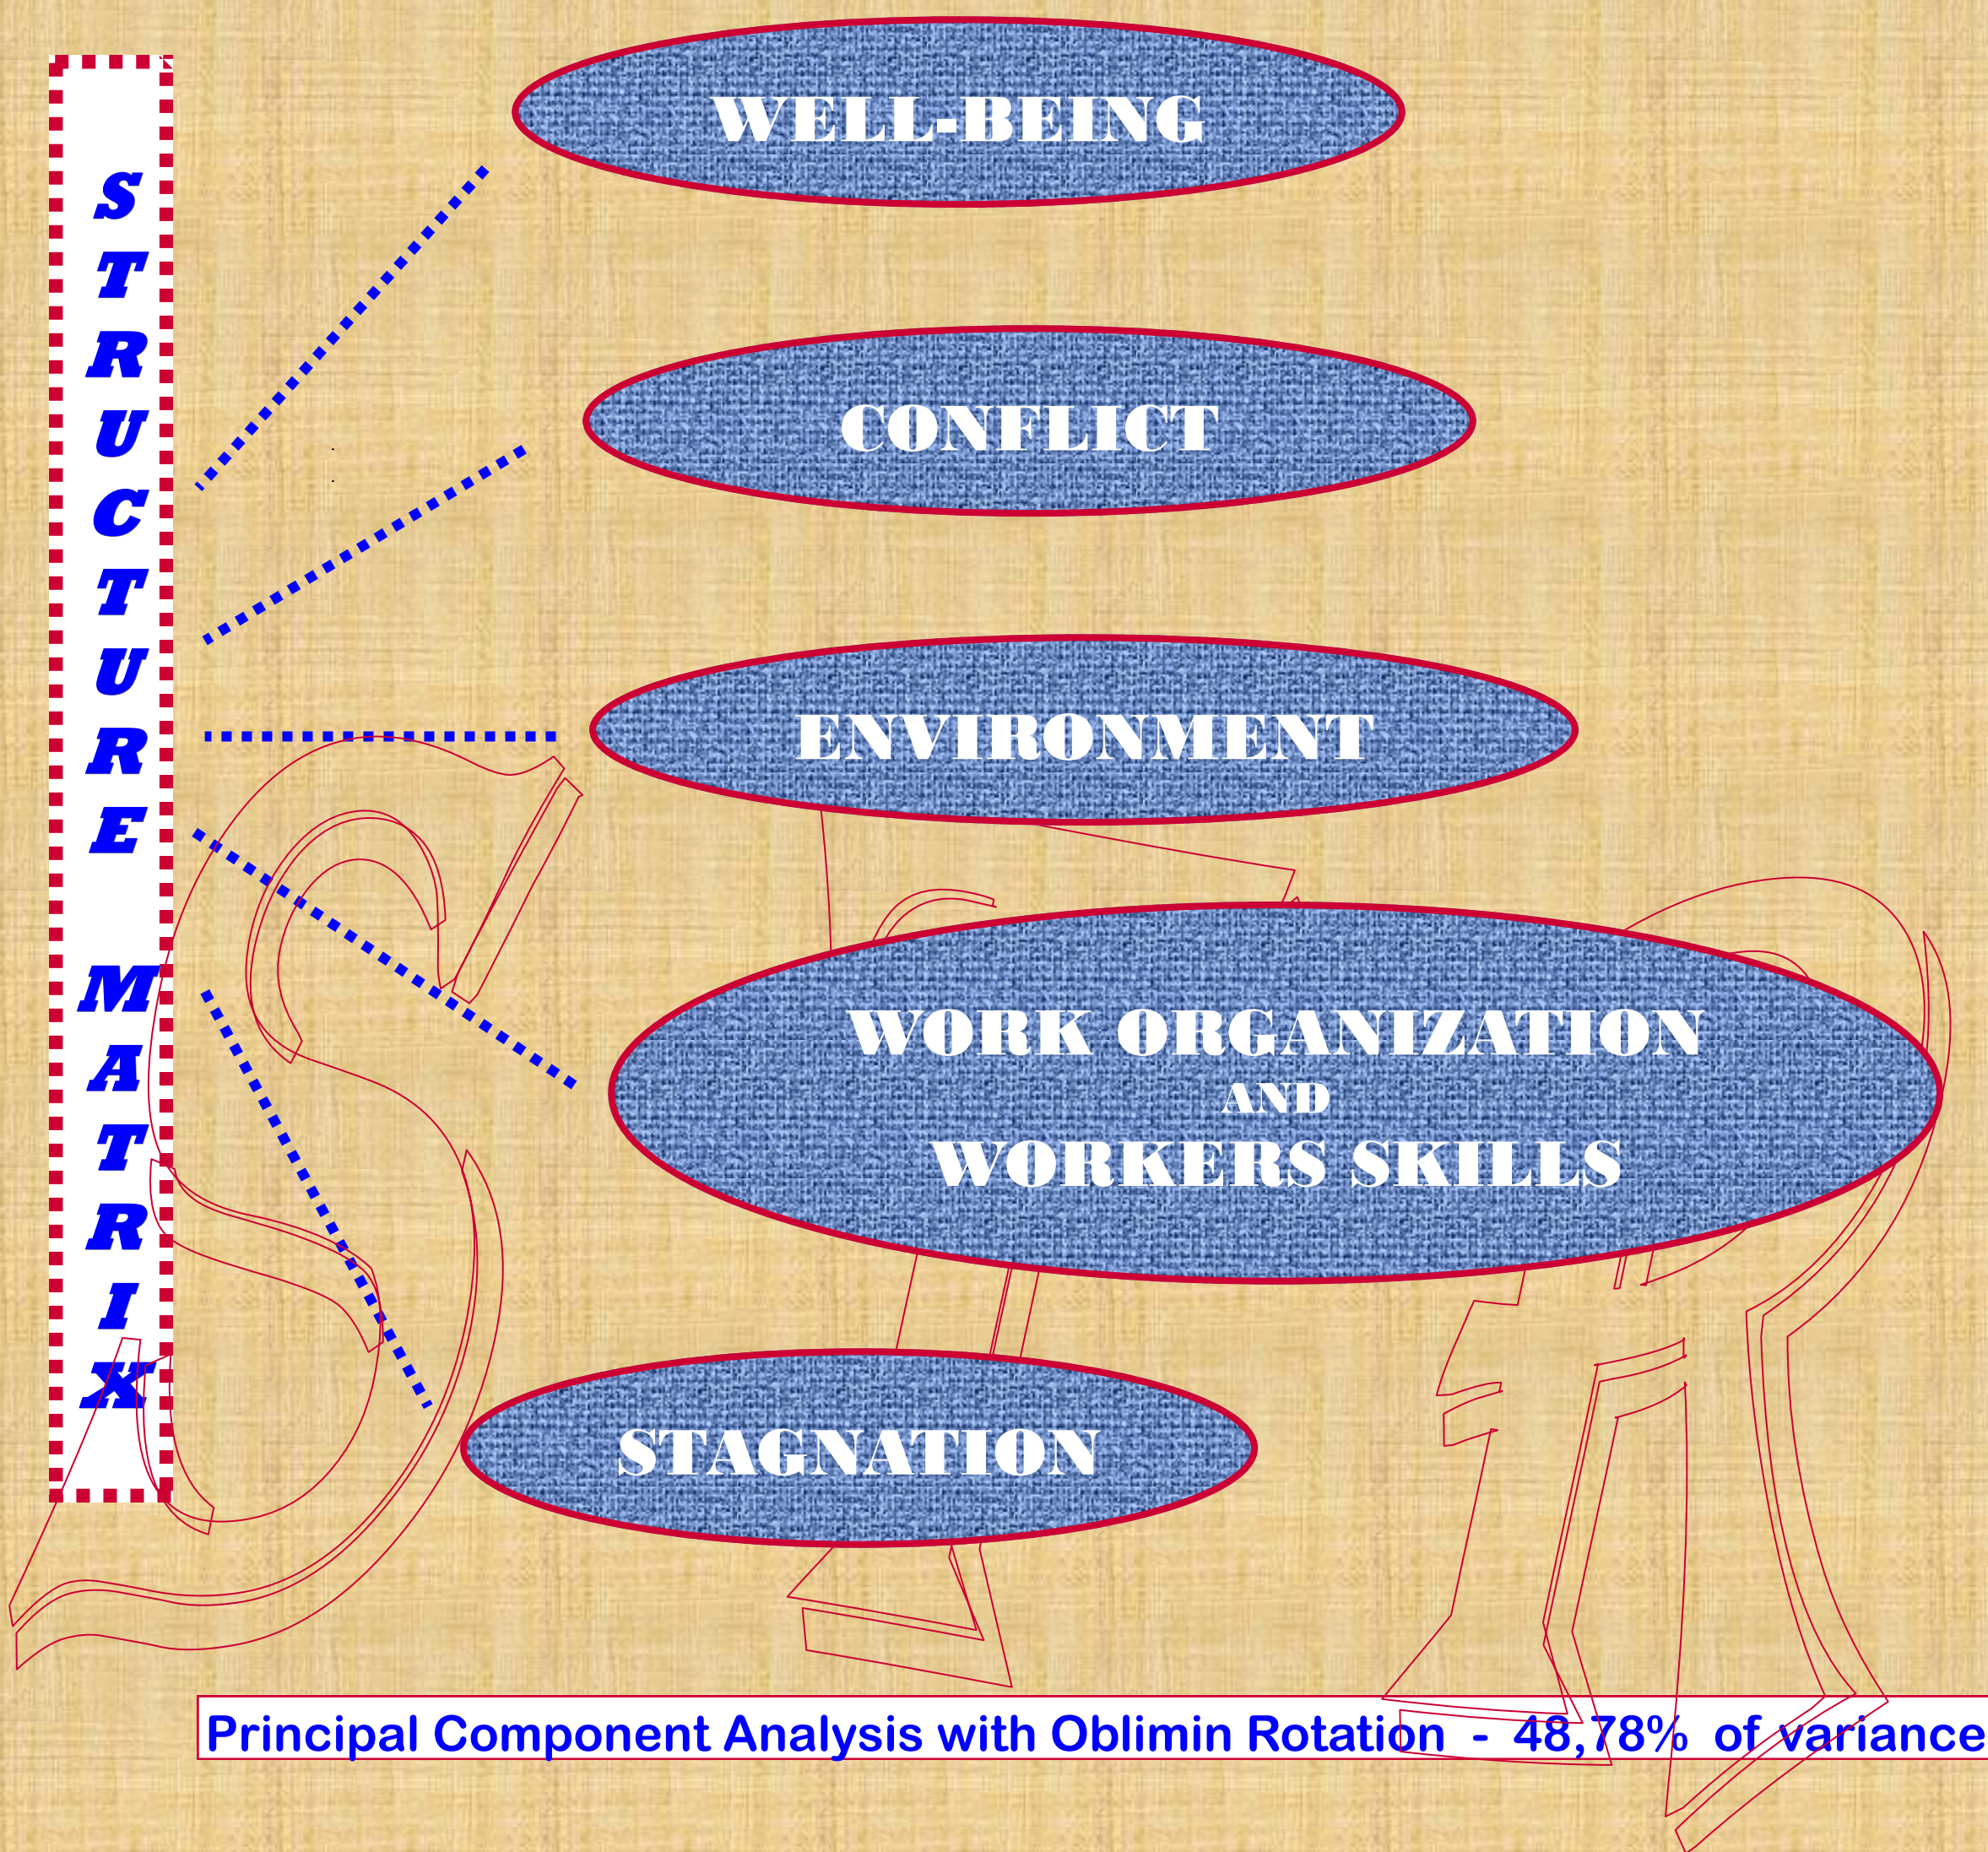 STRUCTURE MATRIX
WELL-BEING
CONFLICT
ENVIRONMENT
WORK ORGANIZATION
AND
WORKERS SKILLS
STAGNATION
Principal Component Analysis with Oblimin Rotation - 48,78% of variance